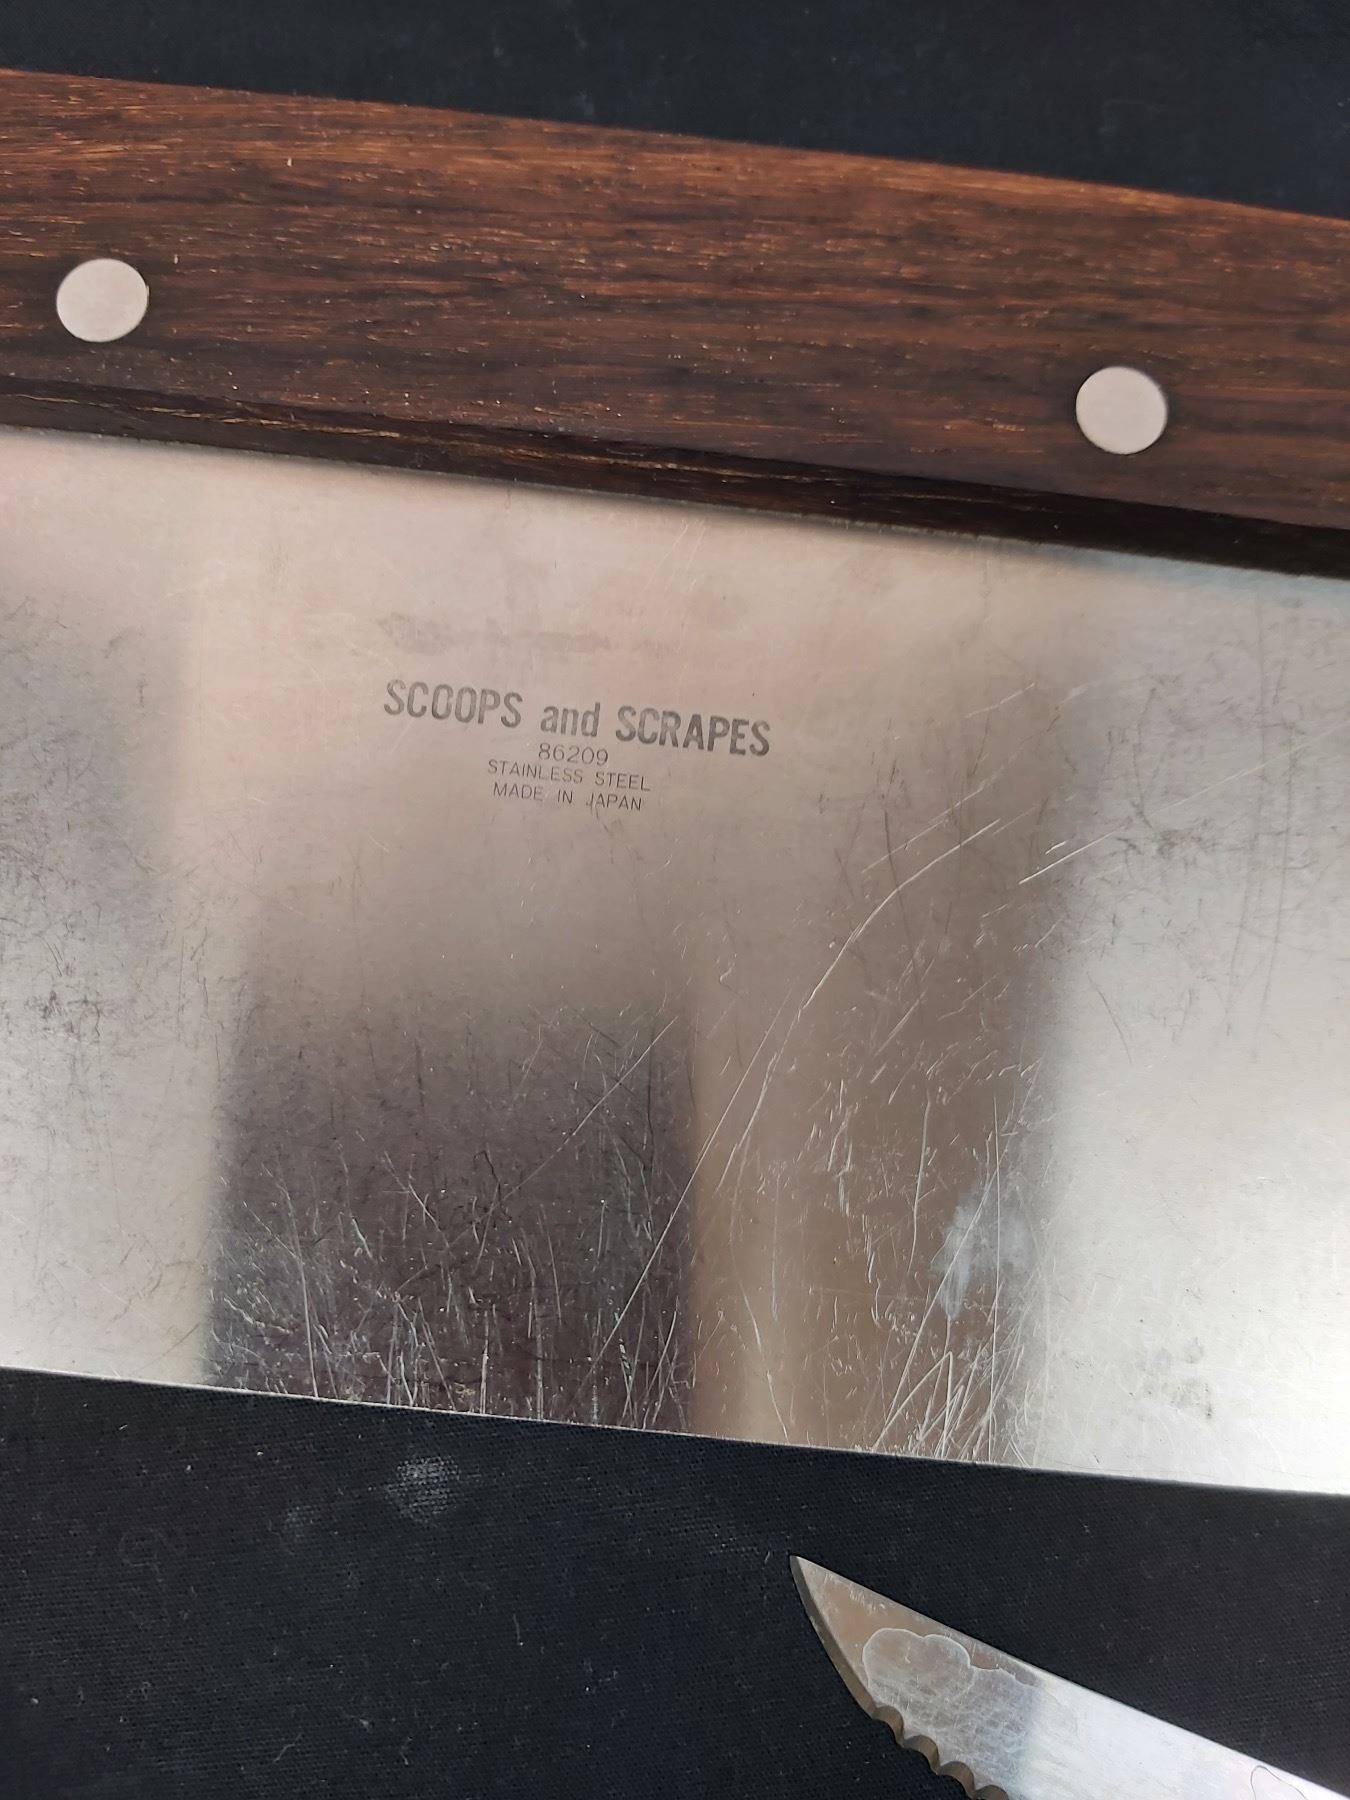 SCOOPS and SCRAPES
86209
STAINLESS STEEL
MADE IN JAPAN